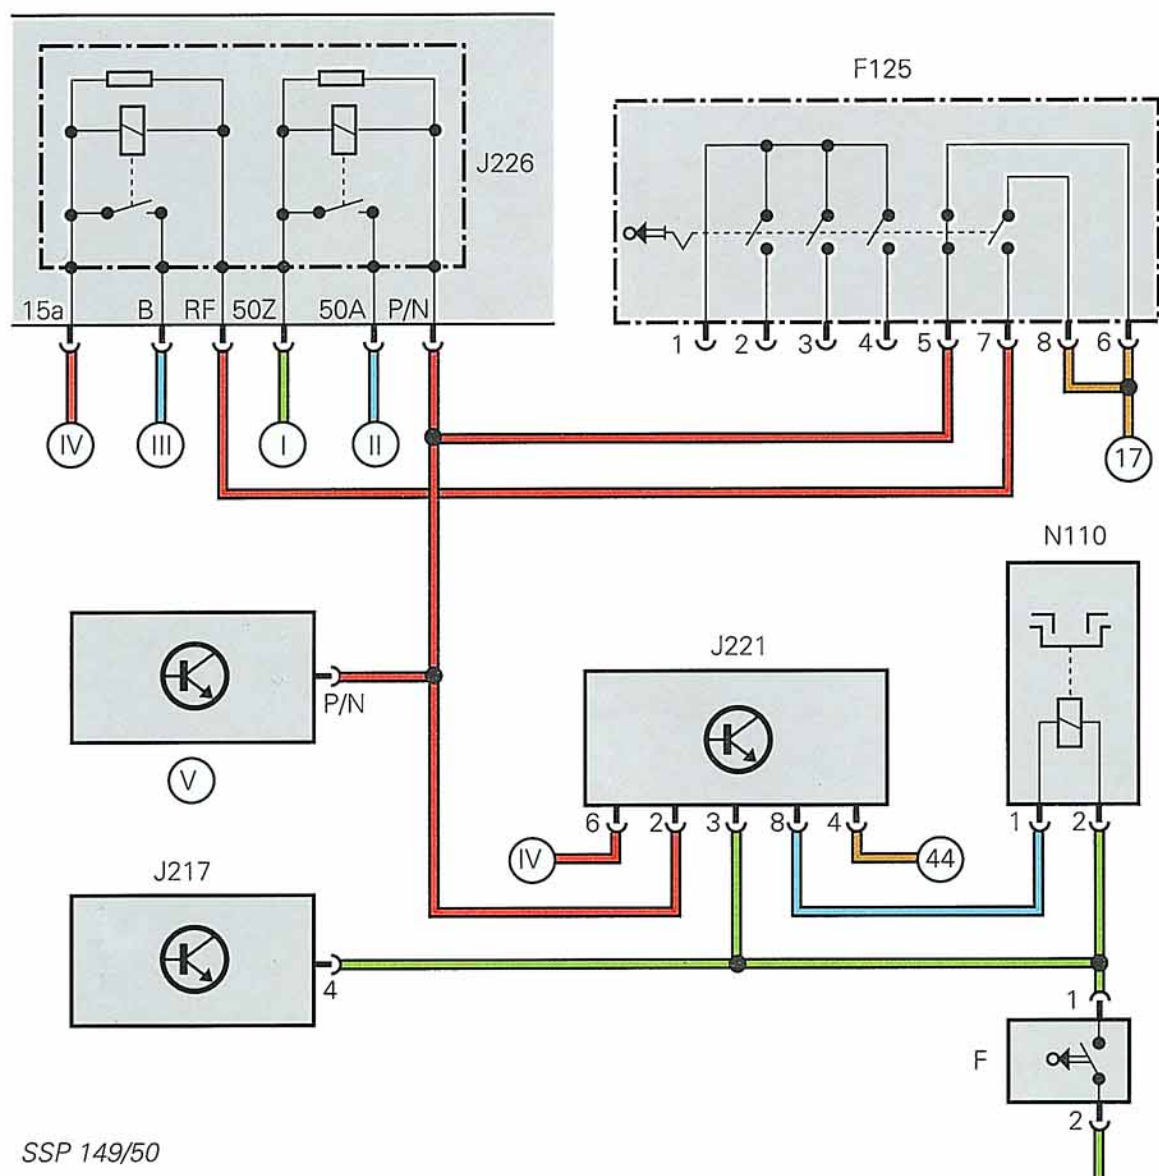 F125
J226
15a B RF 50Z 50A P/N
1 2 3 4 5 7 8 6
IV III I II
17
N110
J221
P/N
V
6 2 3 8 4
1 2
IV
44
J217
4
1
F
2
SSP 149/50